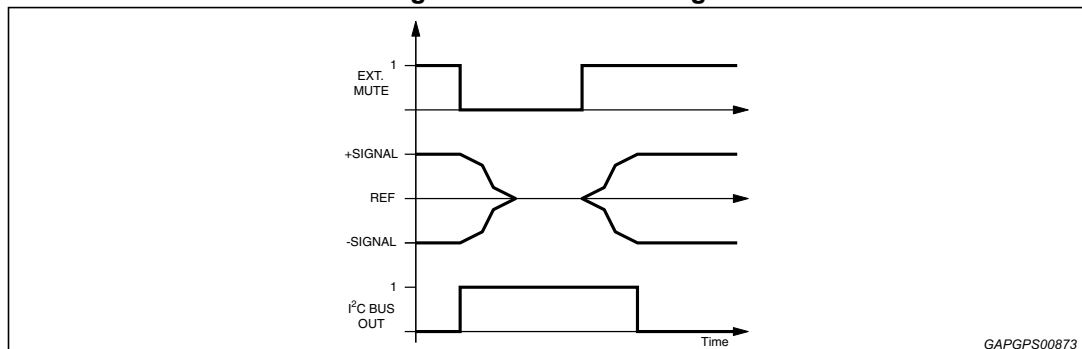 1
EXT.
MUTE
+SIGNAL
REF
-SIGNAL
1
I²C BUS
OUT
Time
GAPGPS00873